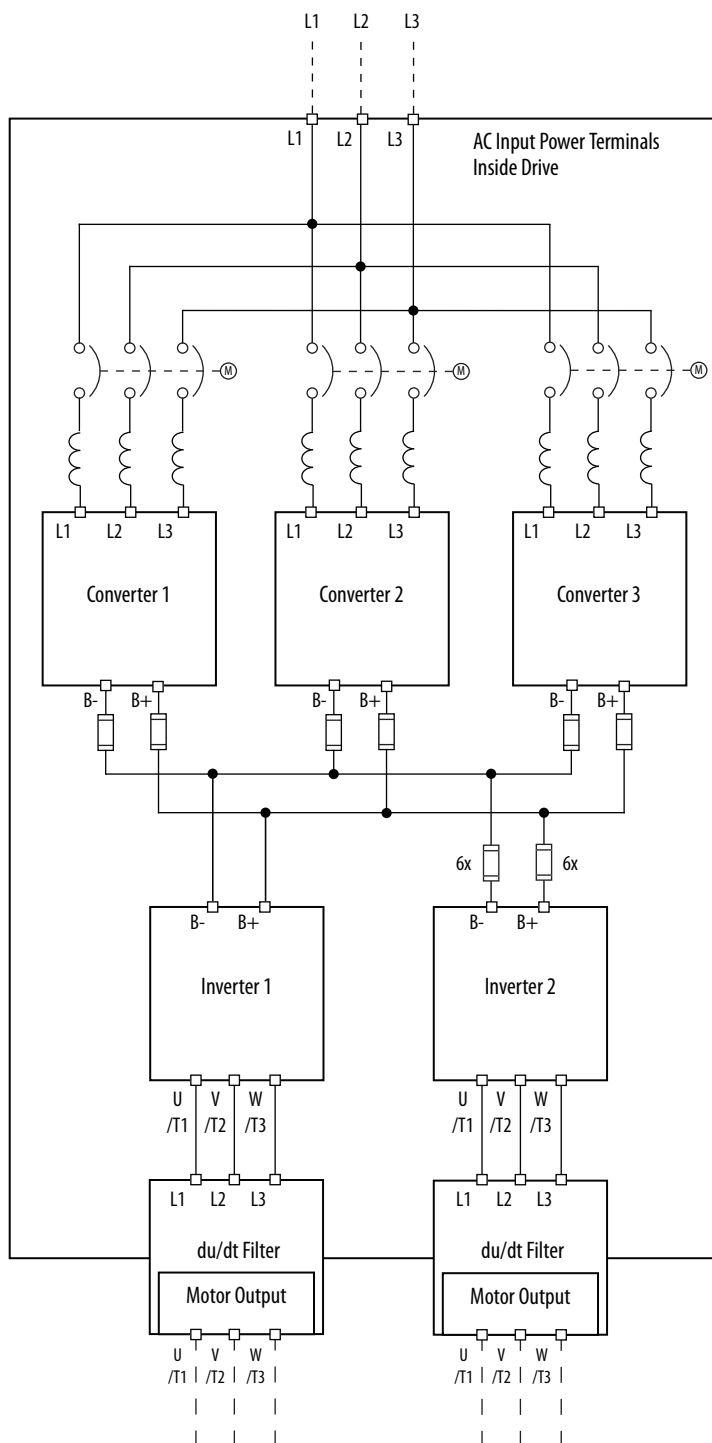 L1 L2 L3
L1 L2 L3 AC Input Power Terminals
Inside Drive
M M M
L1 L2 L3 L1 L2 L3 L1 L2 L3
Converter 1 Converter 2 Converter 3
B- B+ B- B+ B- B+
6x 6x
B- B+ B- B+
Inverter 1 Inverter 2
U V W U V W
/T1 /T2 /T3 /T1 /T2 /T3
L1 L2 L3 L1 L2 L3
du/dt Filter du/dt Filter
Motor Output Motor Output
U V W U V W
/T1 /T2 /T3 /T1 /T2 /T3